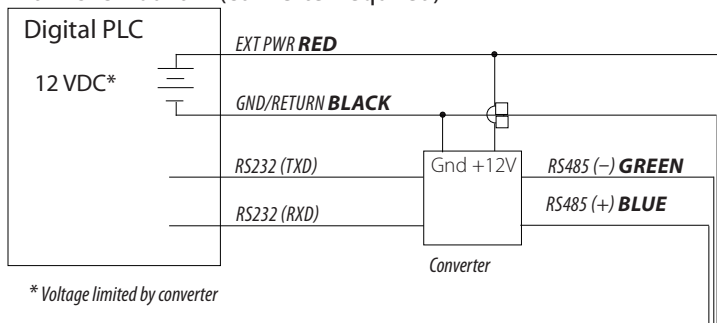 Digital PLC
EXT PWR RED
12 VDC*
GND/RETURN BLACK
RS232 (TXD)
Gnd +12V
RS485 (−) GREEN
RS232 (RXD)
RS485 (+) BLUE
Converter
* Voltage limited by converter